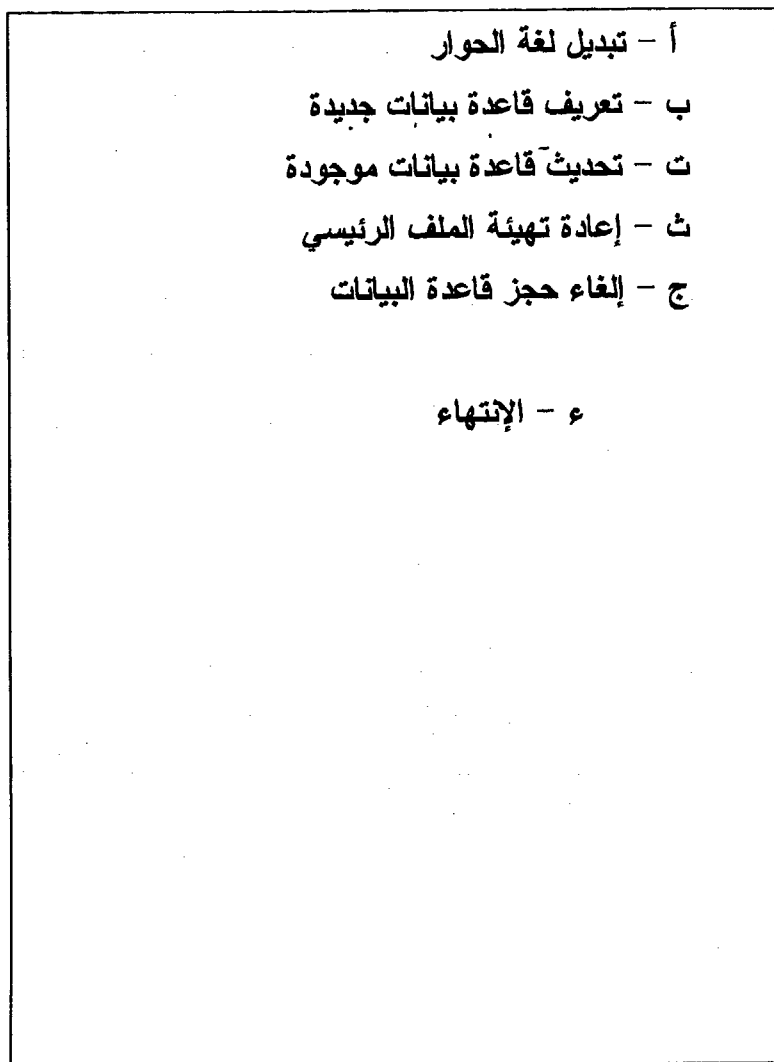 أ – تبديل لغة الحوار
ب – تعريف قاعدة بيانات جديدة
ت – تحديث قاعدة بيانات موجودة
ث – إعادة تهيئة الملف الرئيسي
ج – إلغاء حجز قاعدة البيانات
ء – الإنتهاء